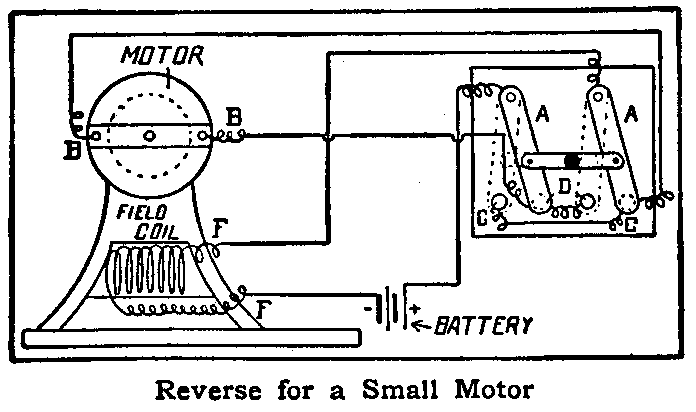 MOTOR
B
B
A
A
D
C
C
FIELD
COIL
F
F
- +
BATTERY
Reverse for a Small Motor